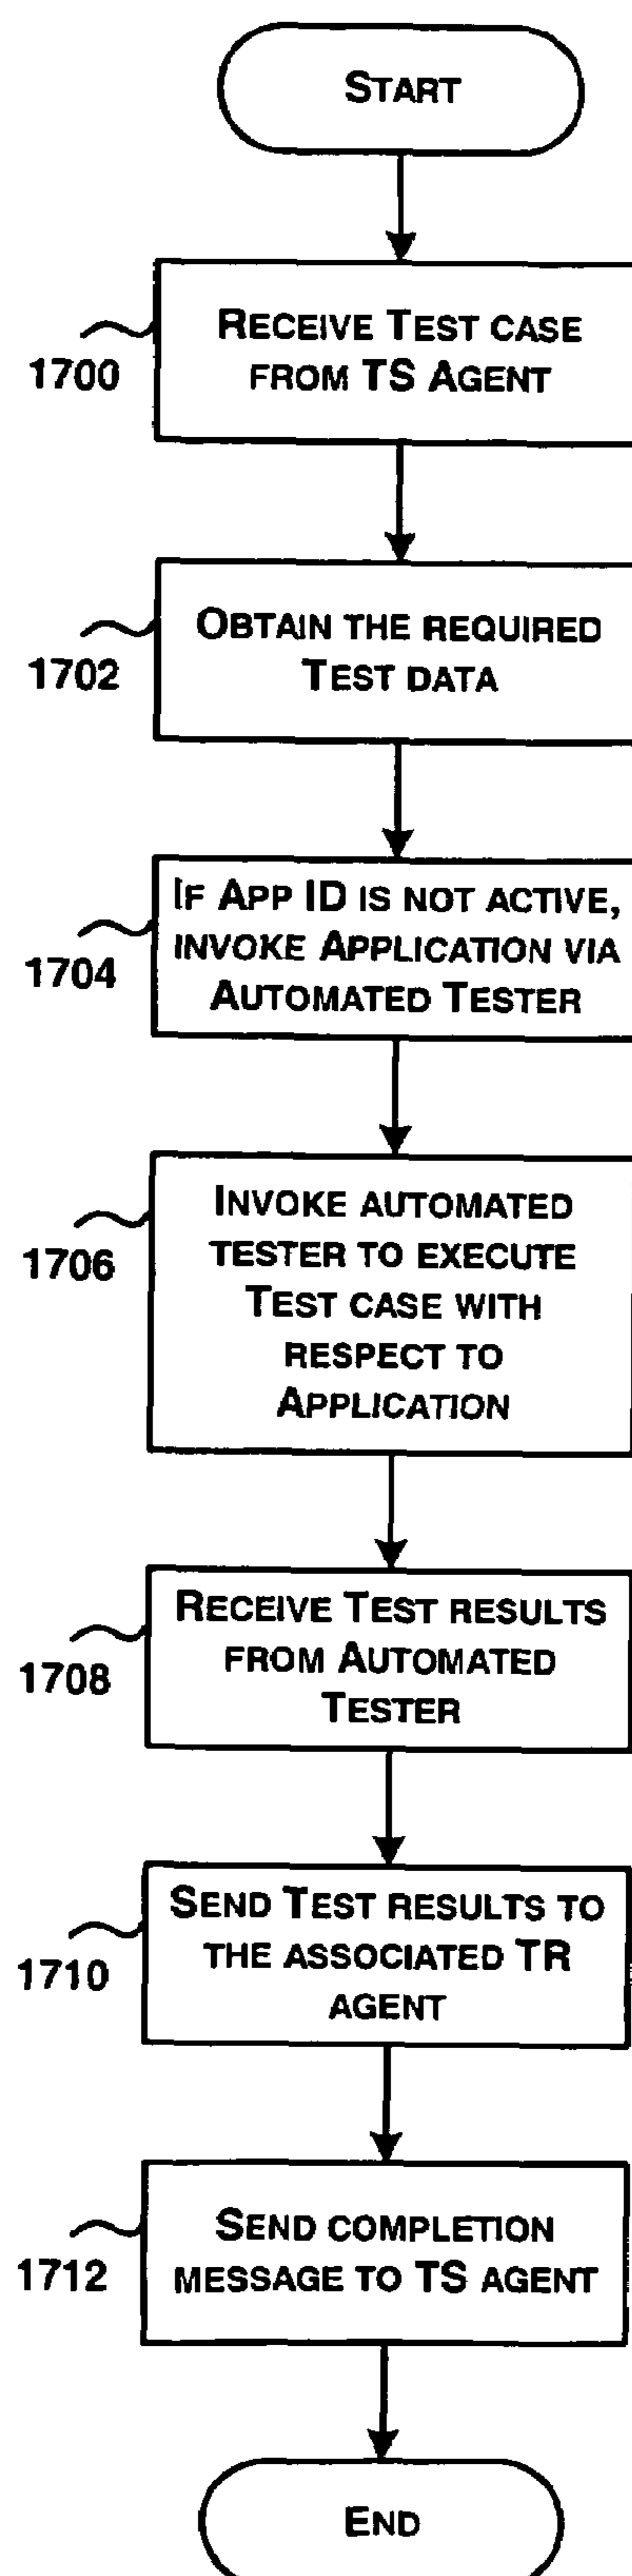 START
RECEIVE TEST CASE
FROM TS AGENT
1700
OBTAIN THE REQUIRED
TEST DATA
1702
IF APP ID IS NOT ACTIVE,
INVOKE APPLICATION VIA
AUTOMATED TESTER
1704
INVOKE AUTOMATED
TESTER TO EXECUTE
TEST CASE WITH
RESPECT TO
APPLICATION
1706
RECEIVE TEST RESULTS
FROM AUTOMATED
TESTER
1708
SEND TEST RESULTS TO
THE ASSOCIATED TR
AGENT
1710
SEND COMPLETION
MESSAGE TO TS AGENT
1712
END